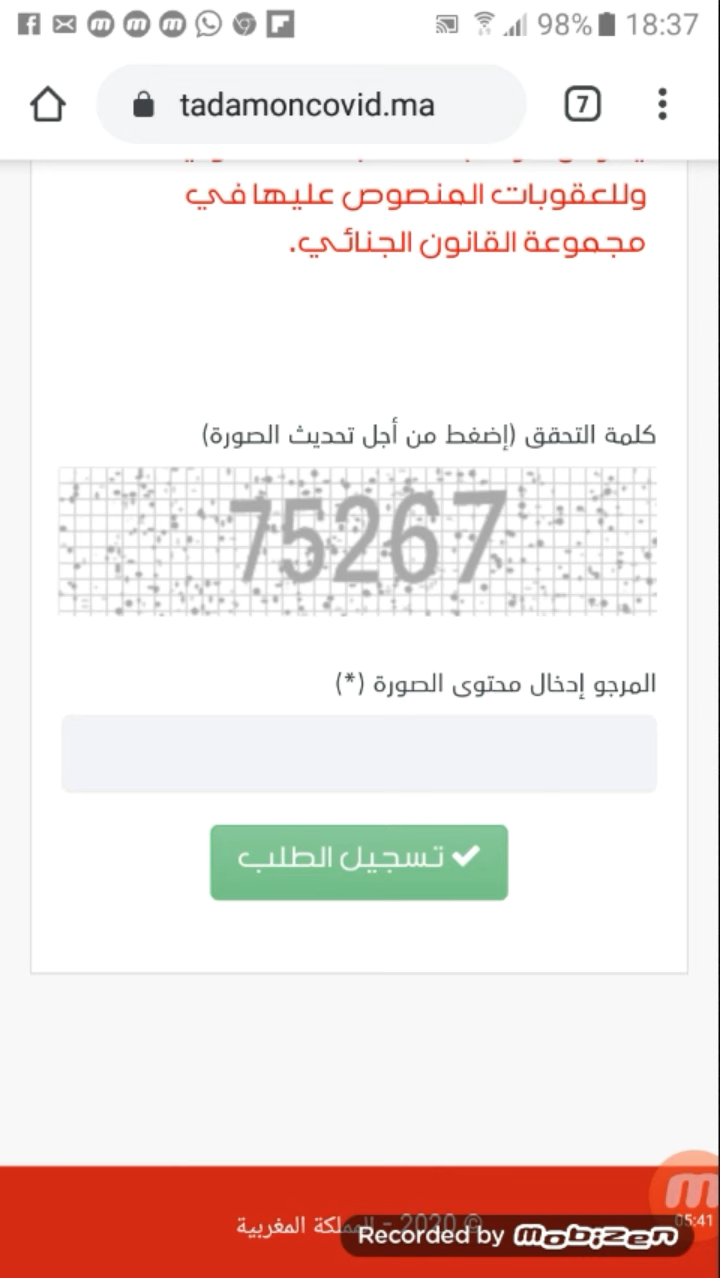 98% 18:37
tadamoncovid.ma
7
وللعقوبات المنصوص عليها في
مجموعة القانون الجنائي.
كلمة التحقق (إضغط من أجل تحديث الصورة)
75267
المرجو إدخال محتوى الصورة (*)
تسجيل الطلب
© 2020 - المملكة المغربية
05:41
Recorded by Mobizen